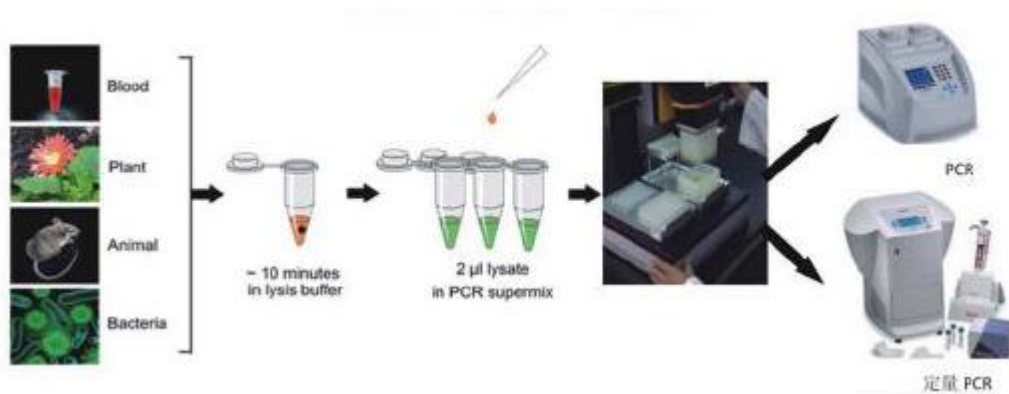 Blood
Plant
Animal
Bacteria
~ 10 minutes
in lysis buffer
2 µl lysate
in PCR supermix
PCR
定量 PCR